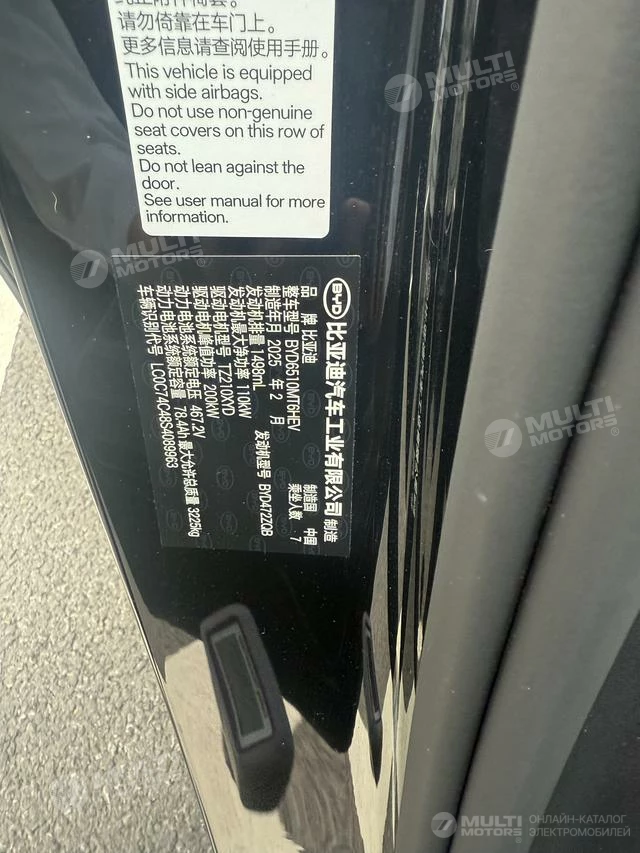 请勿倚靠在车门上。
更多信息请查阅使用手册。
This vehicle is equipped
with side airbags.
Do not use non-genuine
seat covers on this row of
seats.
Do not lean against the
door.
See user manual for more
information.
BYD 比亚迪汽车工业有限公司 制造
品 牌 比亚迪 制造国 中国
整车型号 BYD6510MT6HEV 乘坐人数 7
制造年月 2025 年 2 月
发动机排量 1498mL 发动机型号 BYD472ZQB
发动机最大净功率 110kW
驱动电机型号 TZ210XYD
驱动电机峰值功率 200kW
动力电池系统额定电压 467.2V
动力电池系统额定容量 78.4Ah 最大允许总质量 3225kg
车辆识别代号 LC0C74C48S4089963
MULTI
MOTORS®
MULTI
MOTORS®
MULTI
MOTORS®
MULTI
MOTORS®
ОНЛАЙН-КАТАЛОГ
ЭЛЕКТРОМОБИЛЕЙ